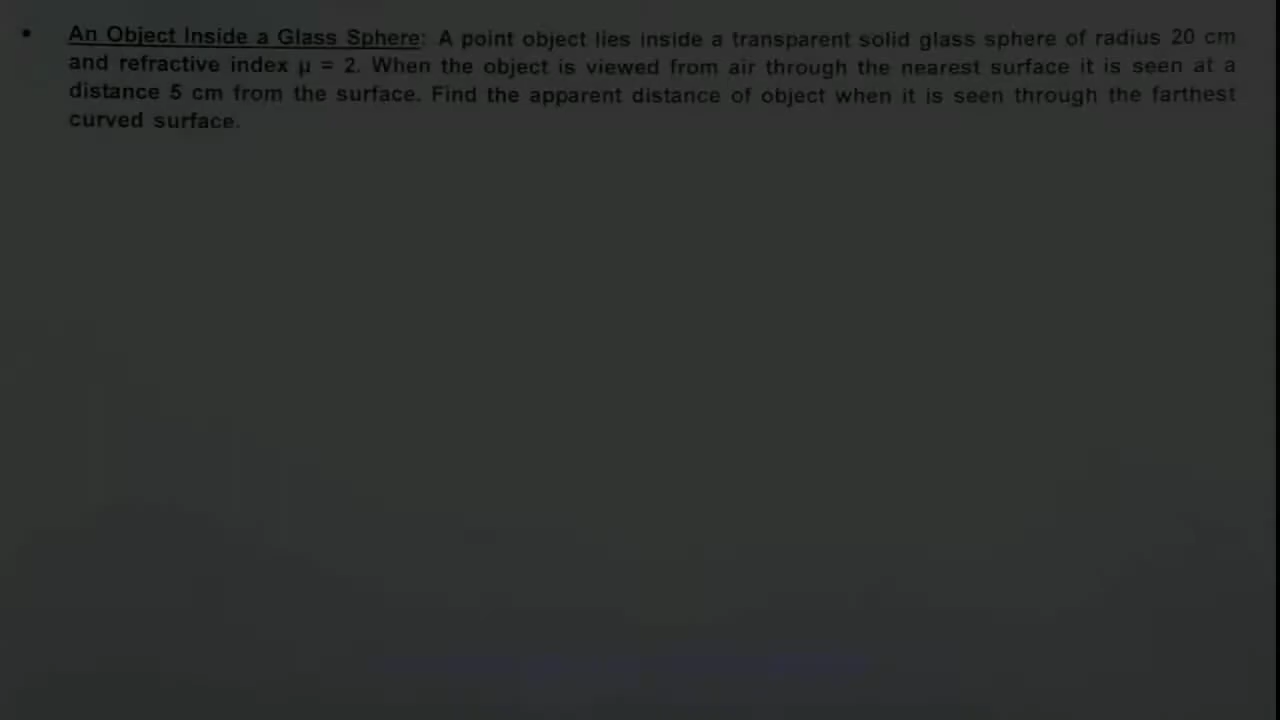 • An Object Inside a Glass Sphere: A point object lies inside a transparent solid glass sphere of radius 20 cm
and refractive index μ = 2. When the object is viewed from air through the nearest surface it is seen at a
distance 5 cm from the surface. Find the apparent distance of object when it is seen through the farthest
curved surface.